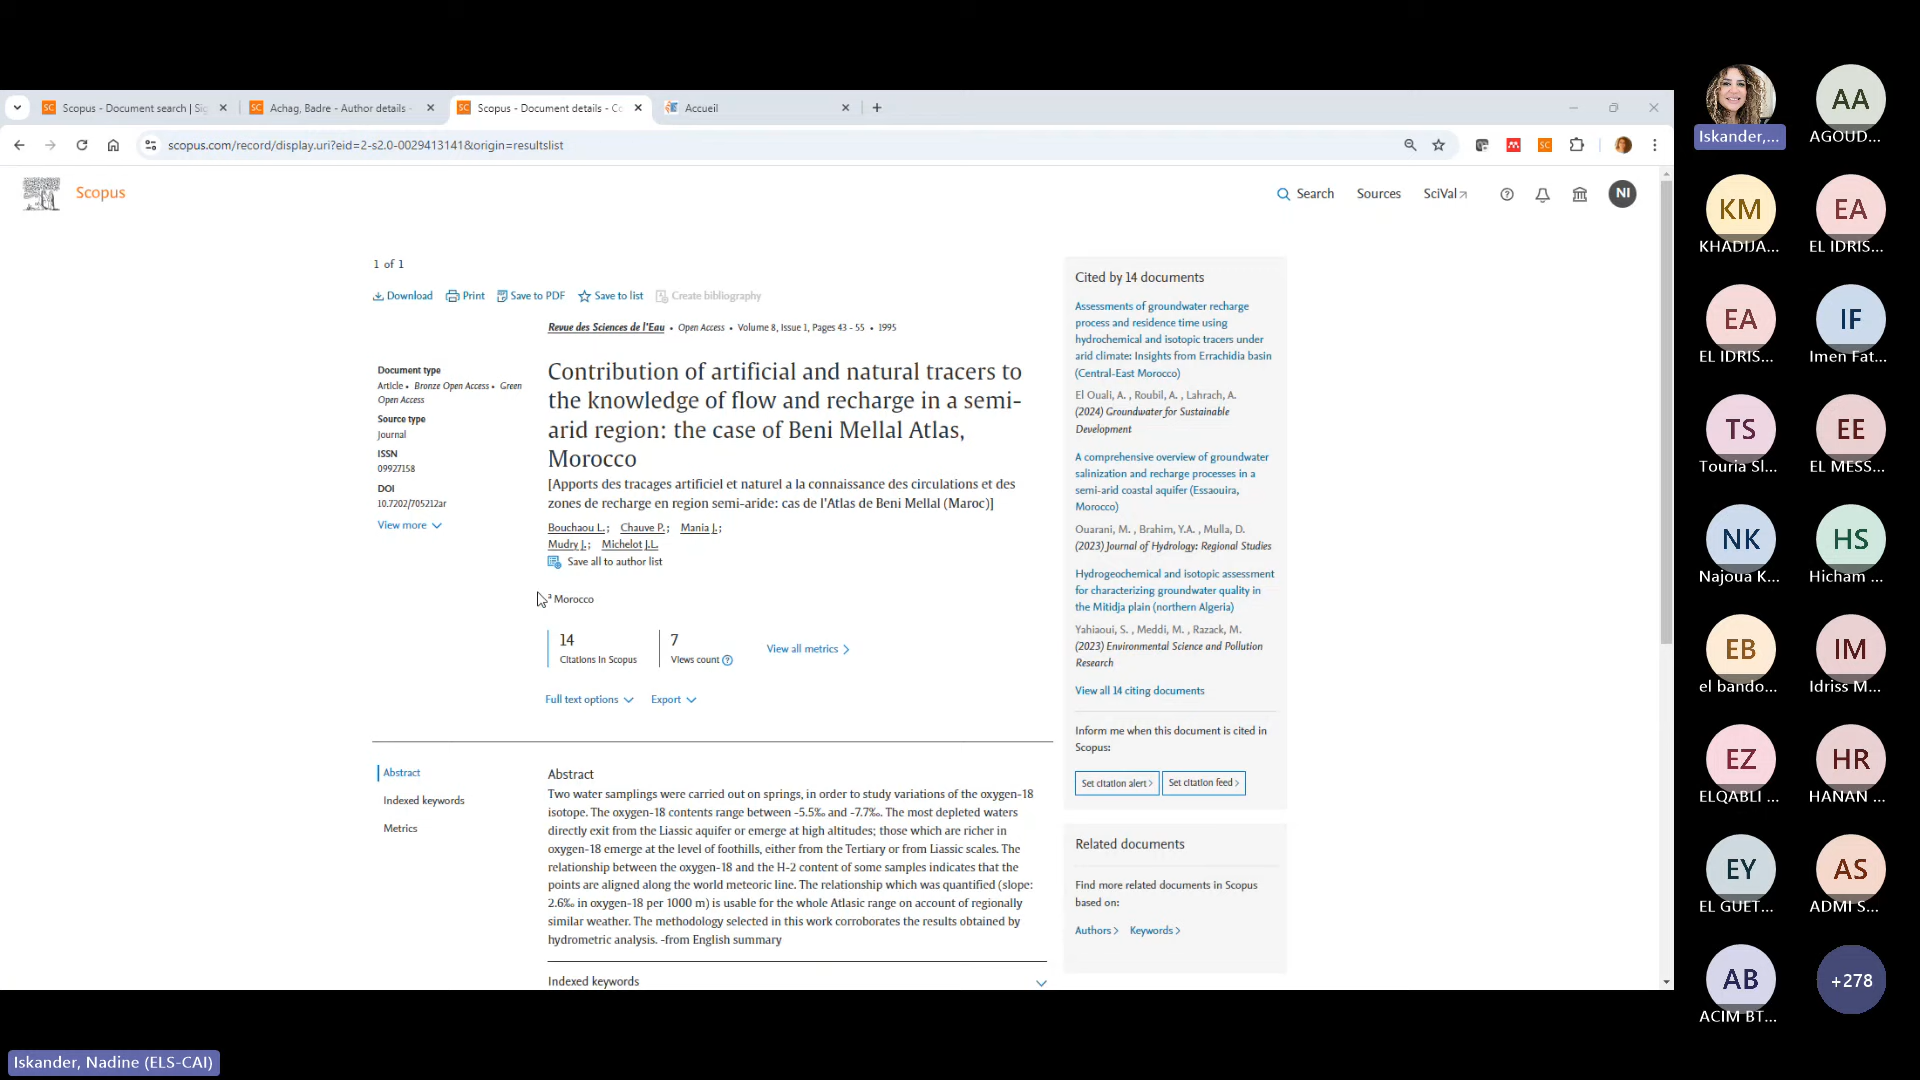 Scopus - Document search | Sig
Achag, Badre - Author details -
Scopus - Document details - Co
Accueil
scopus.com/record/display.uri?eid=2-s2.0-0029413141&origin=resultslist
Scopus
Search
Sources
SciVal
NI
1 of 1
Download
Print
Save to PDF
Save to list
Create bibliography
Revue des Sciences de l'Eau • Open Access • Volume 8, Issue 1, Pages 43 - 55 • 1995
Document type
Article • Bronze Open Access • Green
Open Access
Source type
Journal
ISSN
09927158
DOI
10.7202/705212ar
View more
Contribution of artificial and natural tracers to
the knowledge of flow and recharge in a semi-
arid region: the case of Beni Mellal Atlas,
Morocco
[Apports des tracages artificiel et naturel a la connaissance des circulations et des
zones de recharge en region semi-aride: cas de l'Atlas de Beni Mellal (Maroc)]
Bouchaou L.; Chauve P.; Mania J.;
Mudry J.; Michelot J.L.
Save all to author list
a Morocco
14
Citations in Scopus
7
Views count
View all metrics
Full text options
Export
Abstract
Indexed keywords
Metrics
Abstract
Two water samplings were carried out on springs, in order to study variations of the oxygen-18
isotope. The oxygen-18 contents range between -5.5‰ and -7.7‰. The most depleted waters
directly exit from the Liassic aquifer or emerge at high altitudes; those which are richer in
oxygen-18 emerge at the level of foothills, either from the Tertiary or from Liassic scales. The
relationship between the oxygen-18 and the H-2 content of some samples indicates that the
points are aligned along the world meteoric line. The relationship which was quantified (slope:
2.6‰ in oxygen-18 per 1000 m) is usable for the whole Atlasic range on account of regionally
similar weather. The methodology selected in this work corroborates the results obtained by
hydrometric analysis. -from English summary
Indexed keywords
Cited by 14 documents
Assessments of groundwater recharge
process and residence time using
hydrochemical and isotopic tracers under
arid climate: Insights from Errachidia basin
(Central-East Morocco)
El Ouali, A. , Roubil, A. , Lahrach, A.
(2024) Groundwater for Sustainable
Development
A comprehensive overview of groundwater
salinization and recharge processes in a
semi-arid coastal aquifer (Essaouira,
Morocco)
Ouarani, M. , Brahim, Y.A. , Mulla, D.
(2023) Journal of Hydrology: Regional Studies
Hydrogeochemical and isotopic assessment
for characterizing groundwater quality in
the Mitidja plain (northern Algeria)
Yahiaoui, S. , Meddi, M. , Razack, M.
(2023) Environmental Science and Pollution
Research
View all 14 citing documents
Inform me when this document is cited in
Scopus:
Set citation alert
Set citation feed
Related documents
Find more related documents in Scopus
based on:
Authors
Keywords
Iskander,...
AA
AGOUD...
KM
KHADIJA...
EA
EL IDRIS...
EA
EL IDRIS...
IF
Imen Fat...
TS
Touria Sl...
EE
EL MESS...
NK
Najoua K...
HS
Hicham ...
EB
el bando...
IM
Idriss M...
EZ
ELQABLI ...
HR
HANAN ...
EY
EL GUET...
AS
ADMI S...
AB
ACIM BT...
+278
Iskander, Nadine (ELS-CAI)